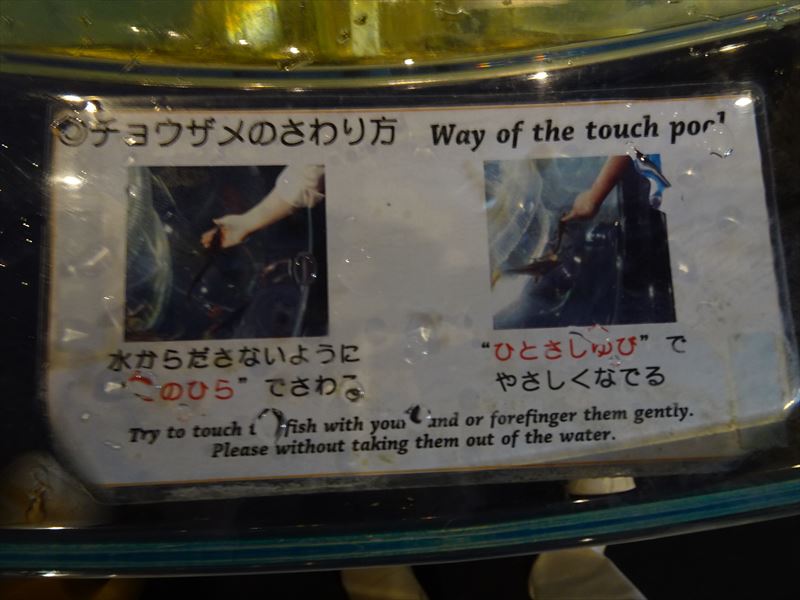 ◎チョウザメのさわり方 Way of the touch pool
水からださないように
“てのひら” でさわる
“ひとさしゆび” で
やさしくなでる
Try to touch fish with your and or forefinger them gently.
Please without taking them out of the water.